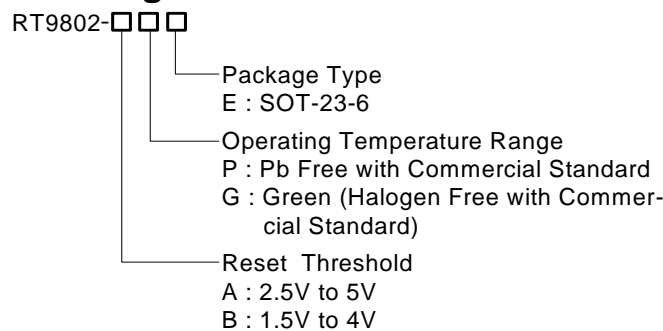 RT9802-□□□
Package Type
E : SOT-23-6
Operating Temperature Range
P : Pb Free with Commercial Standard
G : Green (Halogen Free with Commer-
cial Standard)
Reset Threshold
A : 2.5V to 5V
B : 1.5V to 4V